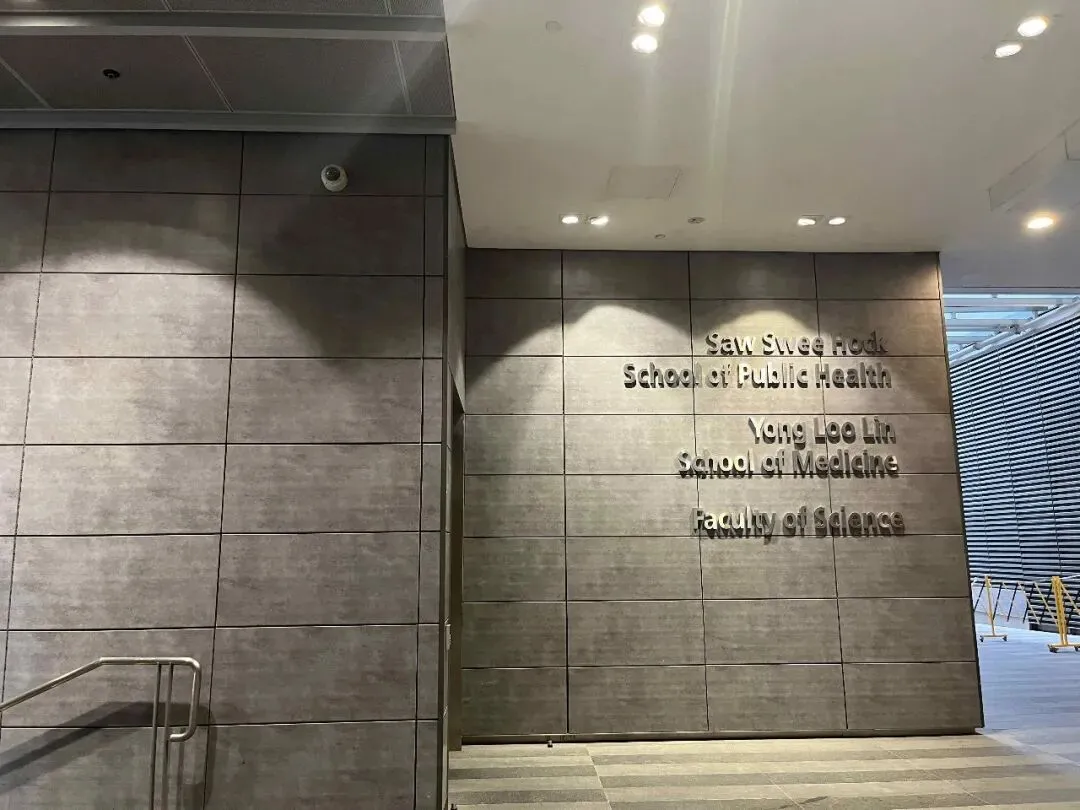 Saw Swee Hock
School of Public Health
Yong Loo Lin
School of Medicine
Faculty of Science